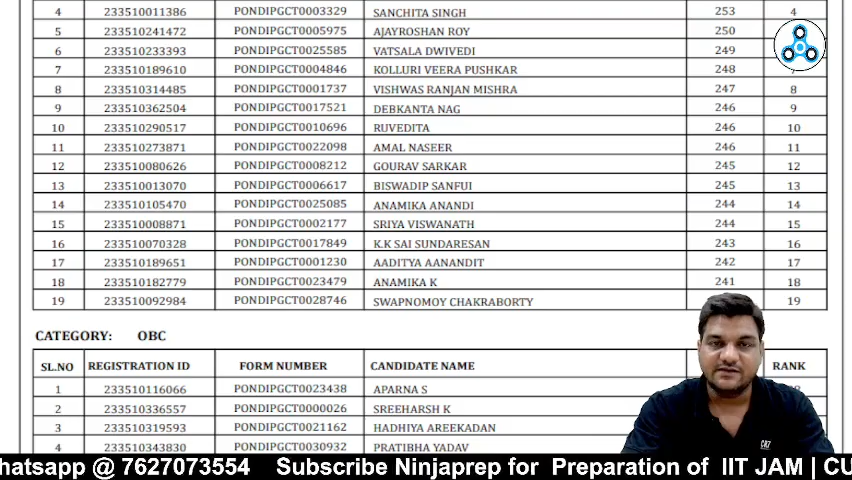 4 233510011386 PONDIPGCT0003329 SANCHITA SINGH 253 4
5 233510241472 PONDIPGCT0005975 AJAYROSHAN ROY 250
6 233510233393 PONDIPGCT0025585 VATSALA DWIVEDI 249
7 233510189610 PONDIPGCT0004846 KOLLURI VEERA PUSHKAR 248 7
8 233510314485 PONDIPGCT0001737 VISHWAS RANJAN MISHRA 247 8
9 233510362504 PONDIPGCT0017521 DEBKANTA NAG 246 9
10 233510290517 PONDIPGCT0010696 RUVEDITA 246 10
11 233510273871 PONDIPGCT0022098 AMAL NASEER 246 11
12 233510080626 PONDIPGCT0008212 GOURAV SARKAR 245 12
13 233510013070 PONDIPGCT0006617 BISWADIP SANFUI 245 13
14 233510105470 PONDIPGCT0025085 ANAMIKA ANANDI 244 14
15 233510008871 PONDIPGCT0002177 SRIYA VISWANATH 244 15
16 233510070328 PONDIPGCT0017849 K.K SAI SUNDARESAN 243 16
17 233510189651 PONDIPGCT0001230 AADITYA AANANDIT 242 17
18 233510182779 PONDIPGCT0023479 ANAMIKA K 241 18
19 233510092984 PONDIPGCT0028746 SWAPNOMOY CHAKRABORTY 19
CATEGORY: OBC
SL.NO REGISTRATION ID FORM NUMBER CANDIDATE NAME RANK
1 233510116066 PONDIPGCT0023438 APARNA S
2 233510336557 PONDIPGCT0000026 SREEHARSH K
3 233510319593 PONDIPGCT0021162 HADHIYA AREEKADAN
4 233510343830 PONDIPGCT0030932 PRATIBHA YADAV
hatsapp @ 7627073554 Subscribe Ninjaprep for Preparation of IIT JAM | CU